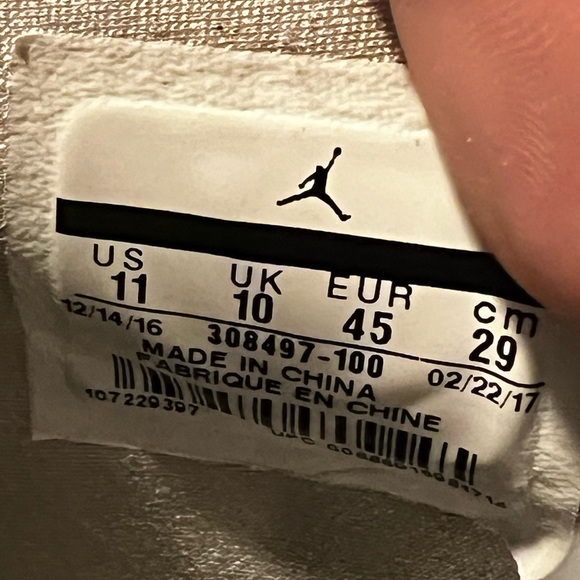 US UK EUR cm
11 10 45 29
12/14/16 308497-100 02/22/17
MADE IN CHINA
FABRIQUE EN CHINE
107229397